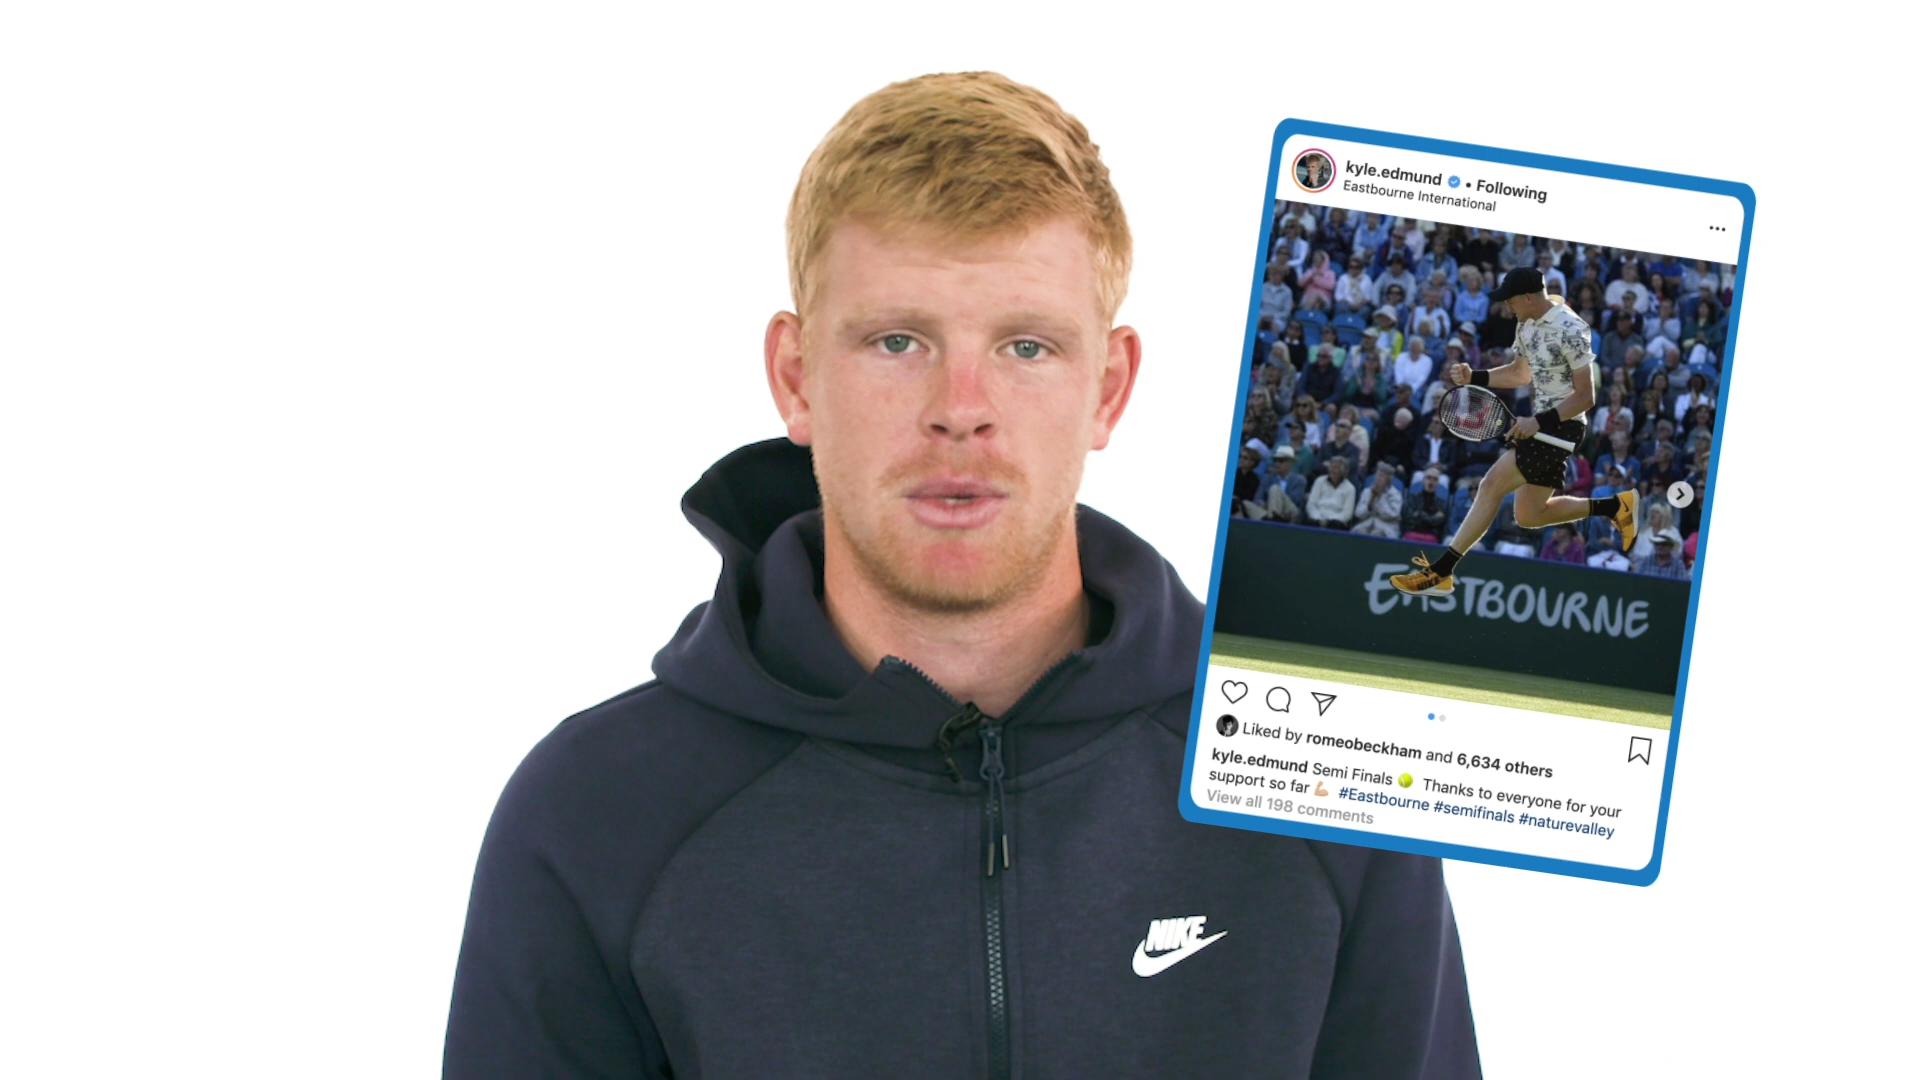 kyle.edmund • Following
Eastbourne International
EASTBOURNE
Liked by romeobeckham and 6,634 others
kyle.edmund Semi Finals 🎾 Thanks to everyone for your
support so far 💪🏼 #Eastbourne #semifinals #naturevalley
View all 198 comments
NIKE